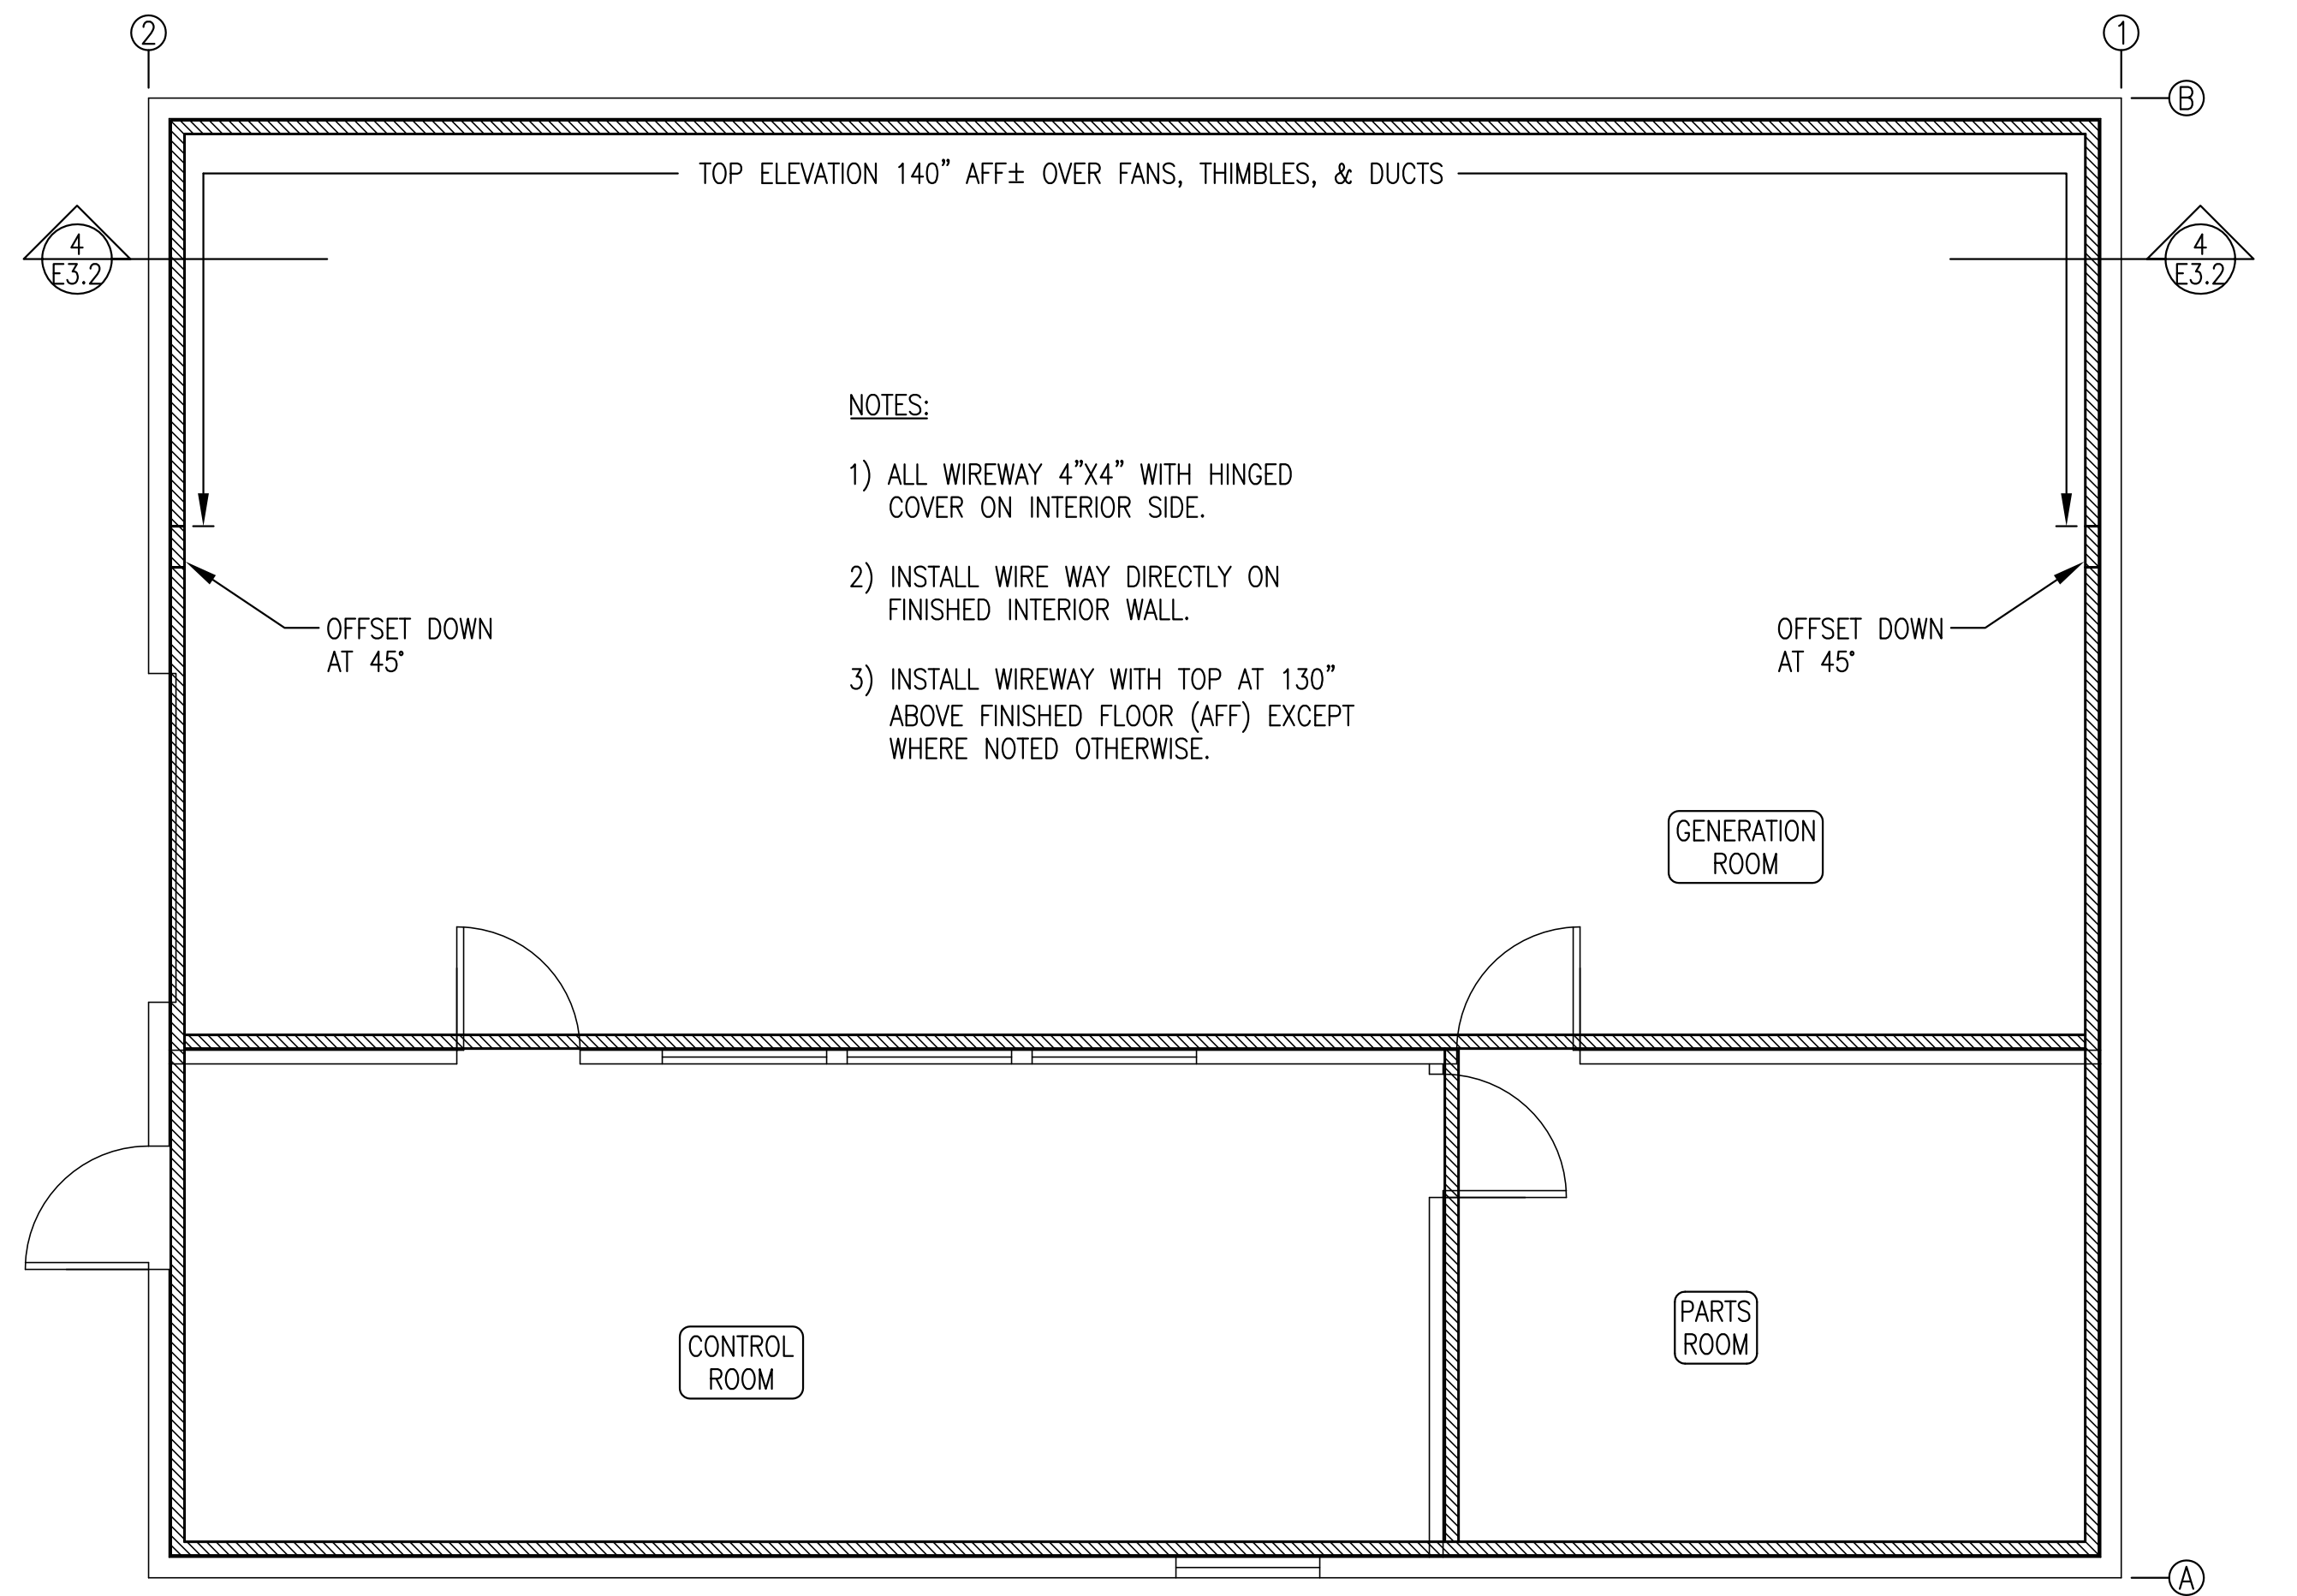 2
1
B
TOP ELEVATION 140" AFF± OVER FANS, THIMBLES, & DUCTS
4
E3.2
4
E3.2
NOTES:
1) ALL WIREWAY 4"X4" WITH HINGED
COVER ON INTERIOR SIDE.
2) INSTALL WIRE WAY DIRECTLY ON
FINISHED INTERIOR WALL.
3) INSTALL WIREWAY WITH TOP AT 130"
ABOVE FINISHED FLOOR (AFF) EXCEPT
WHERE NOTED OTHERWISE.
OFFSET DOWN
AT 45°
OFFSET DOWN
AT 45°
GENERATION
ROOM
CONTROL
ROOM
PARTS
ROOM
A